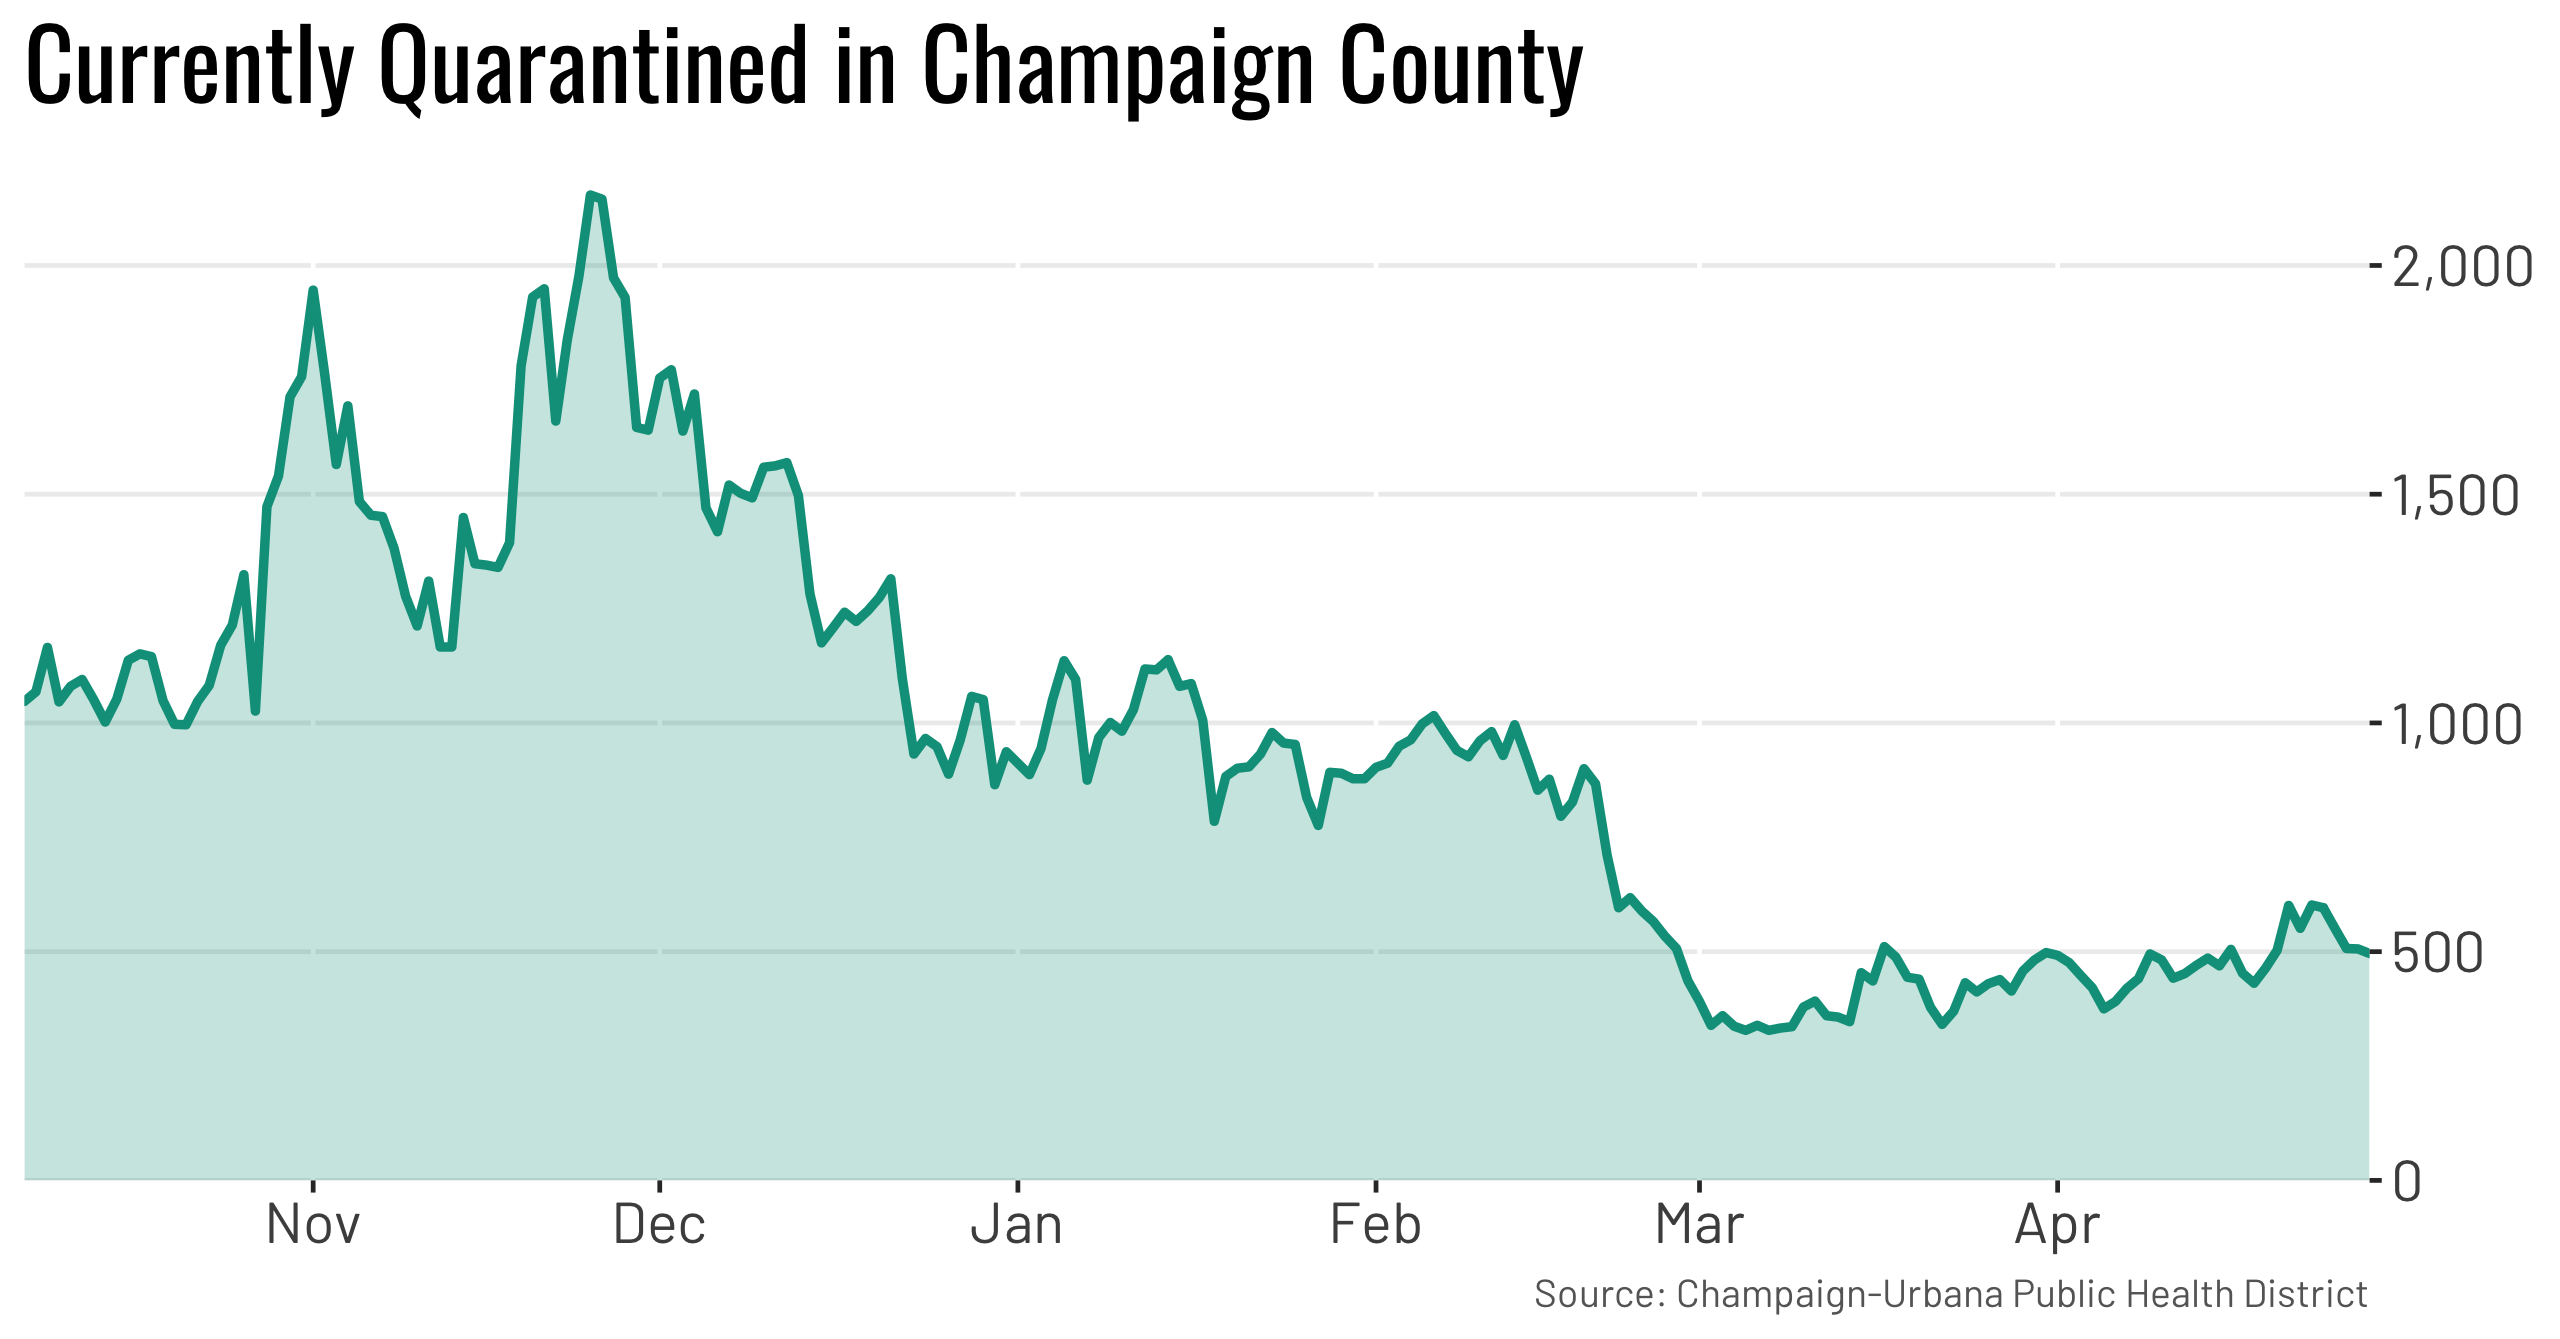 Currently Quarantined in Champaign County
2,000
1,500
1,000
500
0
Nov Dec Jan Feb Mar Apr
Source: Champaign-Urbana Public Health District